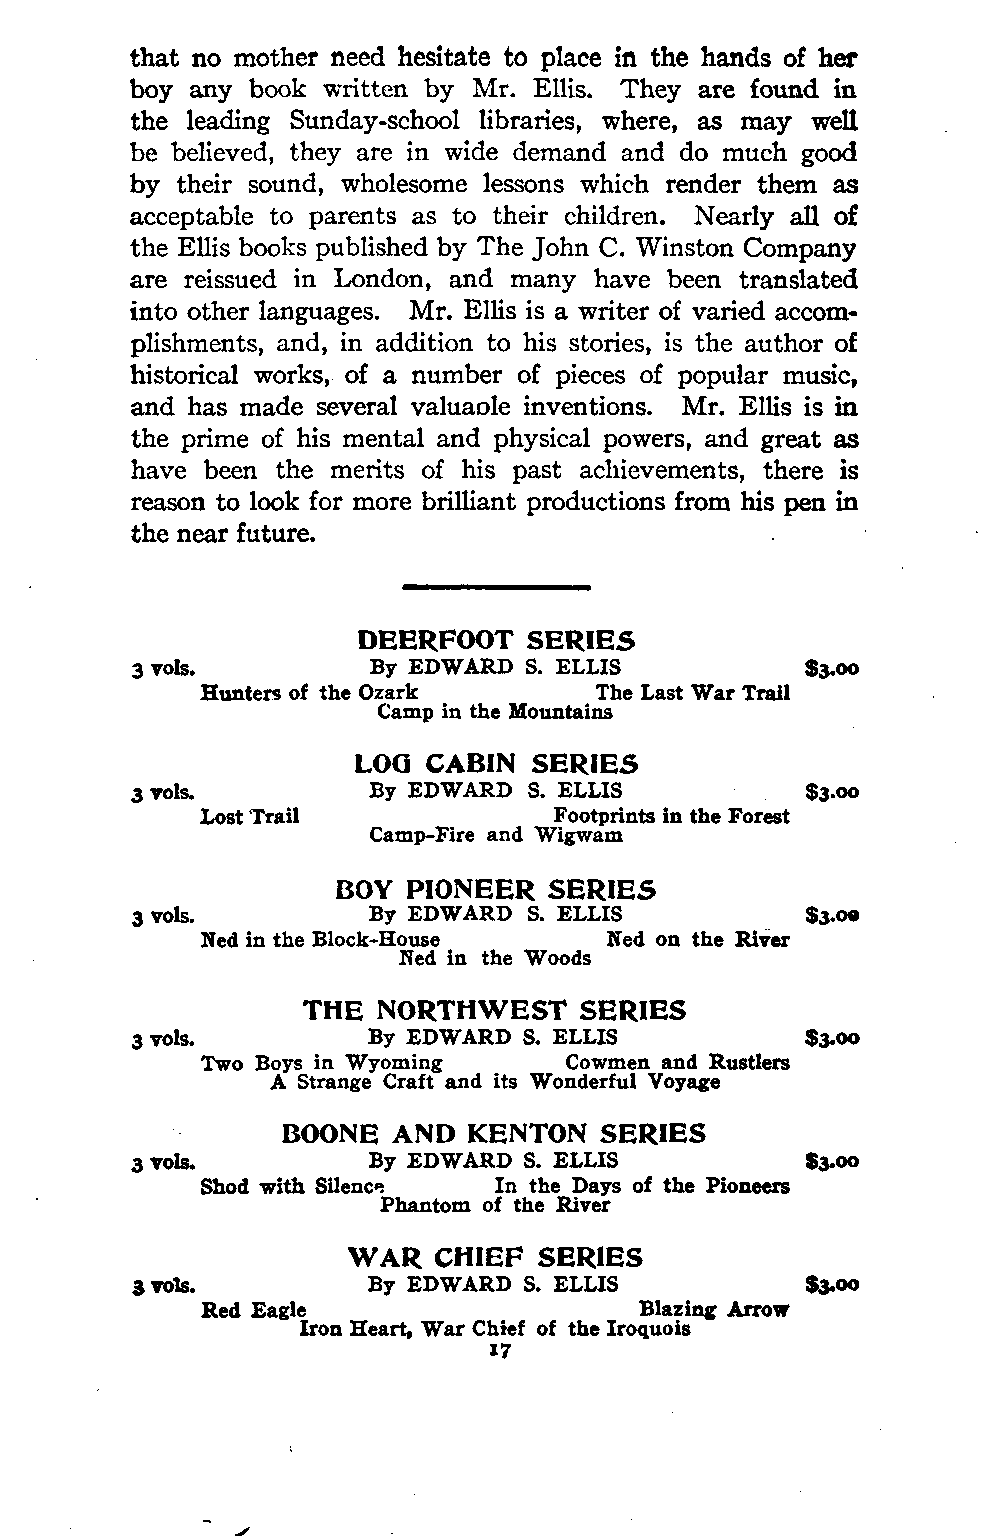 that no mother need hesitate to place in the hands of her
boy any book written by Mr. Ellis. They are found in
the leading Sunday-school libraries, where, as may well
be believed, they are in wide demand and do much good
by their sound, wholesome lessons which render them as
acceptable to parents as to their children. Nearly all of
the Ellis books published by The John C. Winston Company
are reissued in London, and many have been translated
into other languages. Mr. Ellis is a writer of varied accom-
plishments, and, in addition to his stories, is the author of
historical works, of a number of pieces of popular music,
and has made several valuable inventions. Mr. Ellis is in
the prime of his mental and physical powers, and great as
have been the merits of his past achievements, there is
reason to look for more brilliant productions from his pen in
the near future.
DEERFOOT SERIES
3 vols. By EDWARD S. ELLIS $3.00
Hunters of the Ozark The Last War Trail
Camp in the Mountains
LOG CABIN SERIES
3 vols. By EDWARD S. ELLIS $3.00
Lost Trail Footprints in the Forest
Camp-Fire and Wigwam
BOY PIONEER SERIES
3 vols. By EDWARD S. ELLIS $3.00
Ned in the Block-House Ned on the River
Ned in the Woods
THE NORTHWEST SERIES
3 vols. By EDWARD S. ELLIS $3.00
Two Boys in Wyoming Cowmen and Rustlers
A Strange Craft and its Wonderful Voyage
BOONE AND KENTON SERIES
3 vols. By EDWARD S. ELLIS $3.00
Shod with Silence In the Days of the Pioneers
Phantom of the River
WAR CHIEF SERIES
3 vols. By EDWARD S. ELLIS $3.00
Red Eagle Blazing Arrow
Iron Heart, War Chief of the Iroquois
17